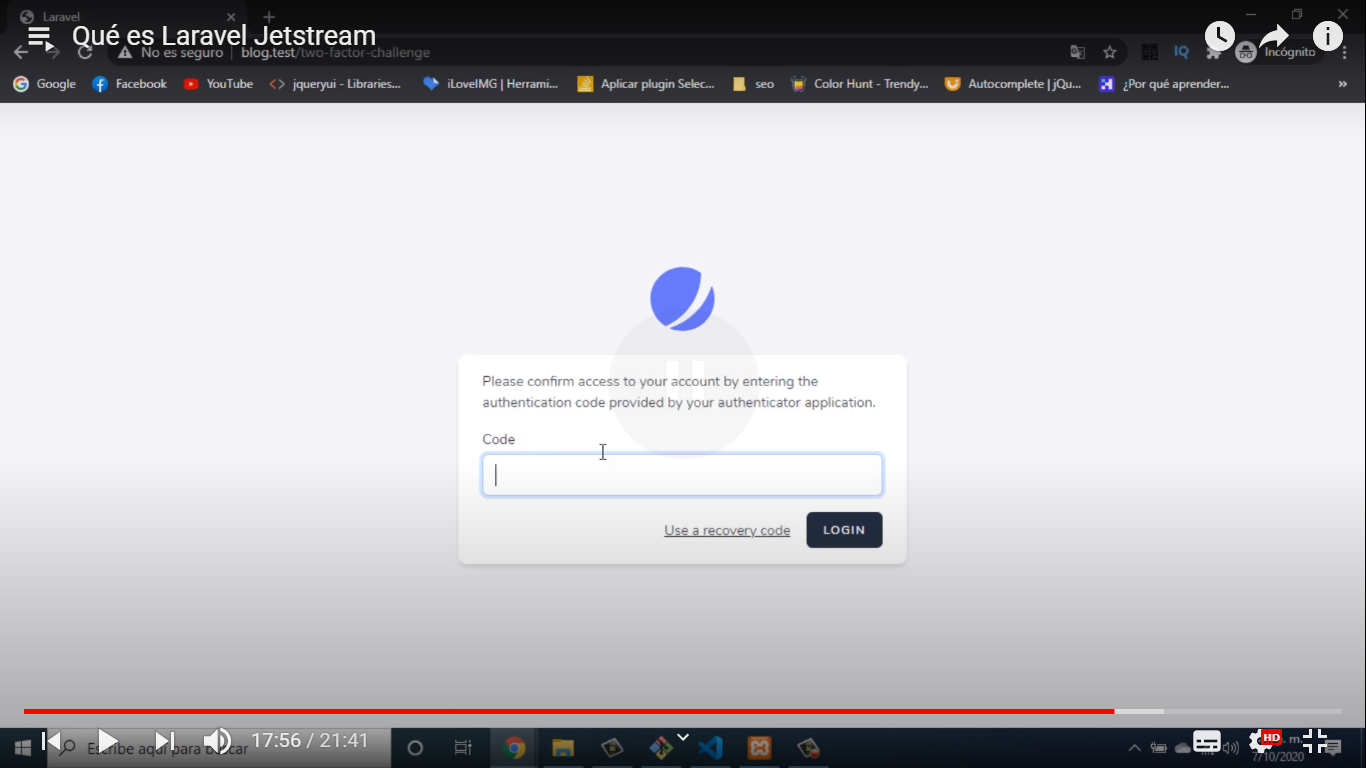 Laravel
Qué es Laravel Jetstream
No es seguro | blog.test/two-factor-challenge
IQ
Incógnito
Google
Facebook
YouTube
jqueryui - Libraries...
iLoveIMG | Herrami...
Aplicar plugin Selec...
seo
Color Hunt - Trendy...
Autocomplete | jQu...
¿Por qué aprender...
»
Please confirm access to your account by entering the
authentication code provided by your authenticator application.
Code
Use a recovery code
LOGIN
Escribe aquí para buscar
17:56 / 21:41
HD
. m.
7/10/2020